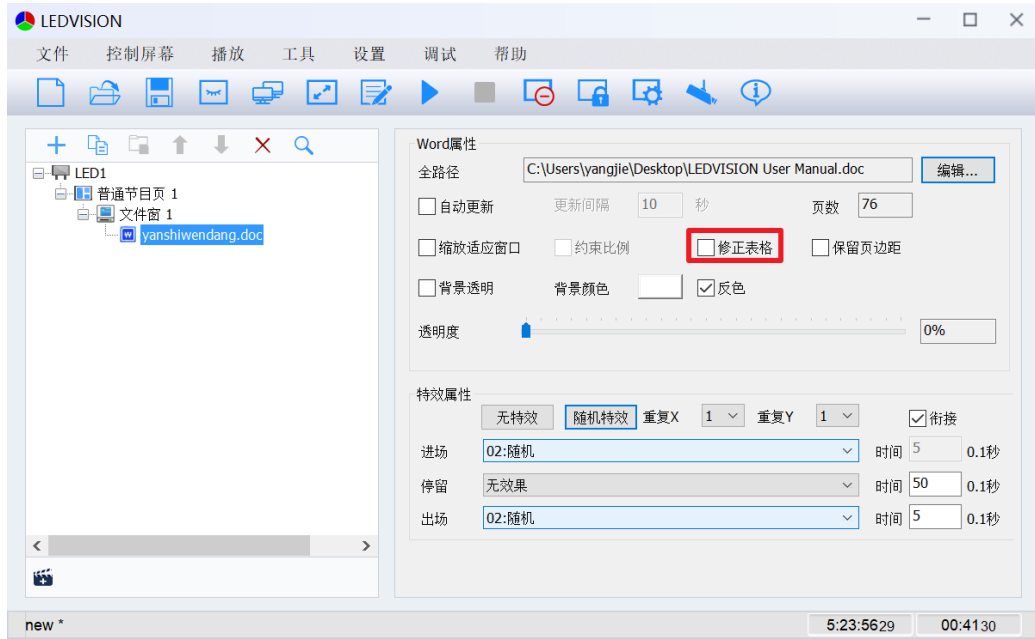 LEDVISION
文件 控制屏幕 播放 工具 设置 调试 帮助
LED1
普通节目页 1
文件窗 1
yanshiwendang.doc
Word属性
全路径 C:\Users\yangjie\Desktop\LEDVISION User Manual.doc 编辑...
自动更新 更新间隔 10 秒 页数 76
缩放适应窗口 约束比例 修正表格 保留页边距
背景透明 背景颜色 反色
透明度 0%
特效属性
无特效 随机特效 重复X 1 重复Y 1 衔接
进场 02:随机 时间 5 0.1秒
停留 无效果 时间 50 0.1秒
出场 02:随机 时间 5 0.1秒
new * 5:23:5629 00:4130